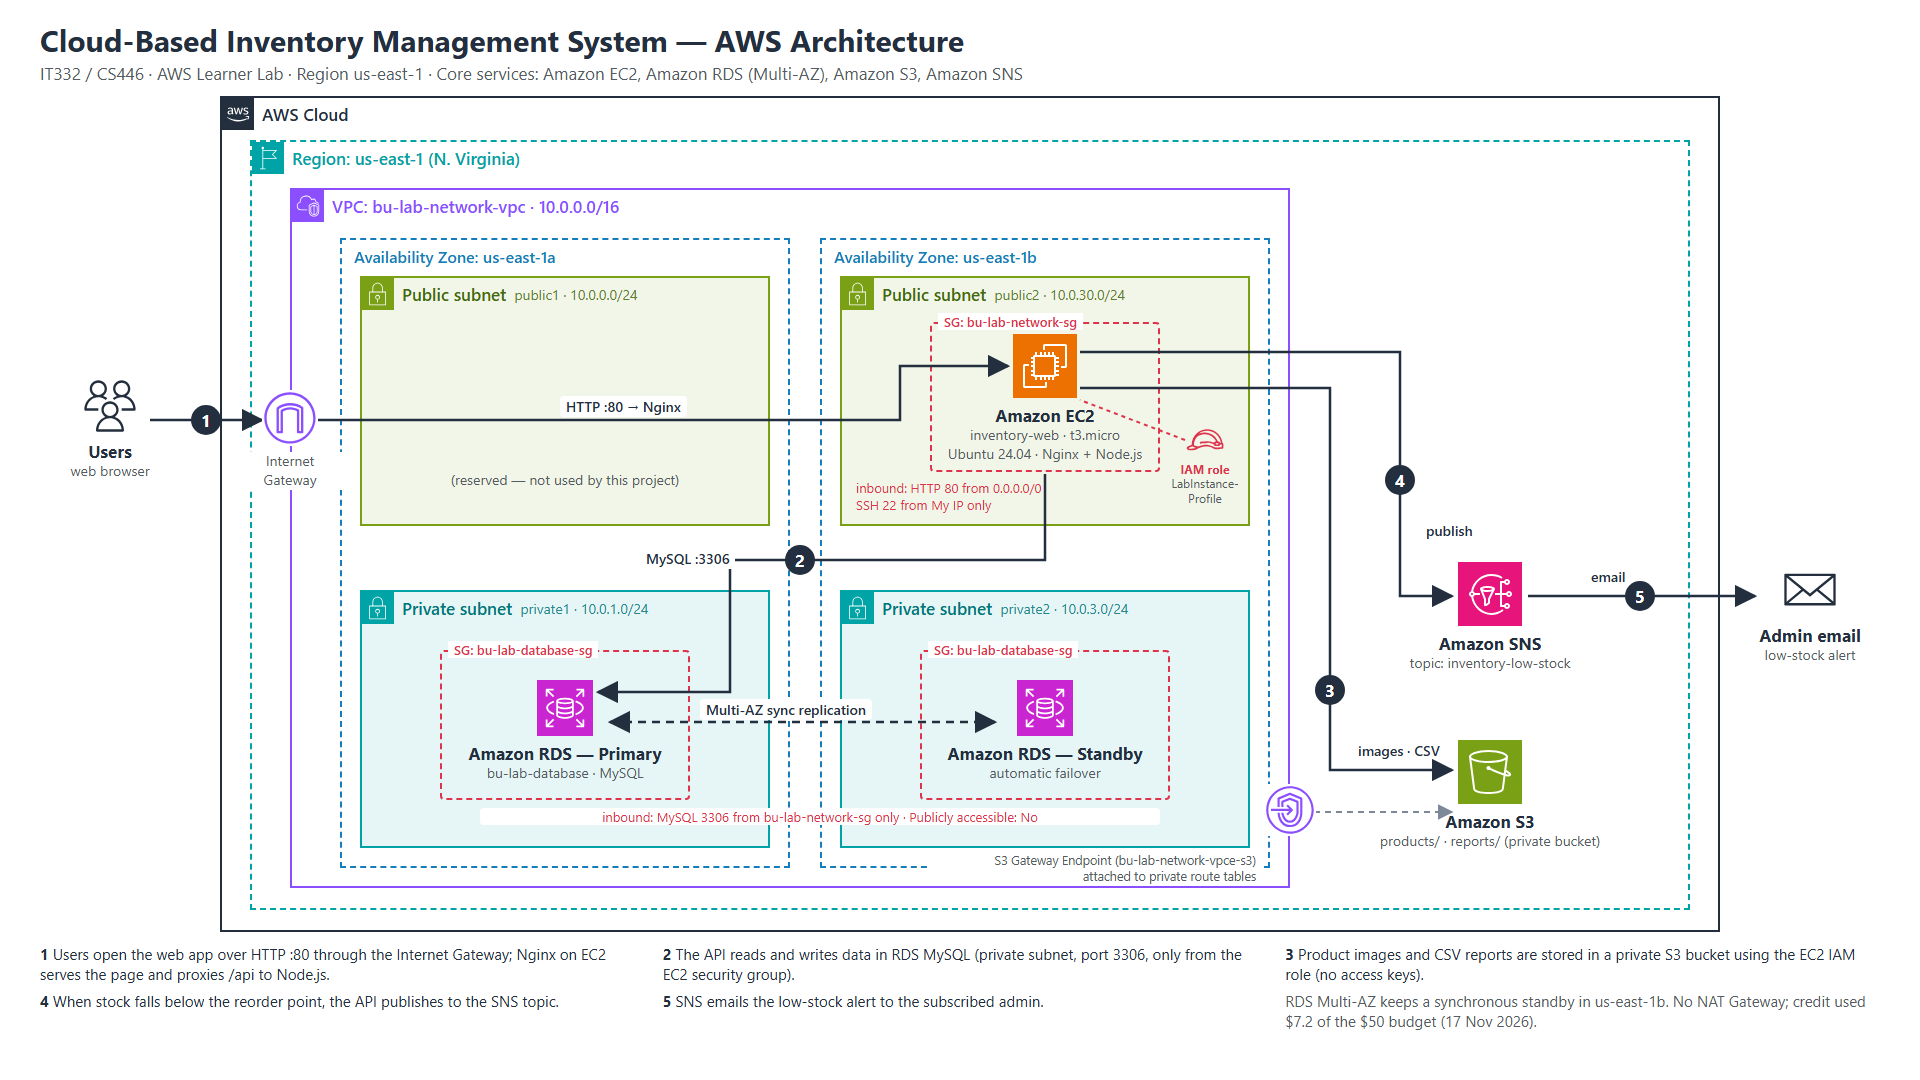 Cloud-Based Inventory Management System — AWS Architecture
IT332 / CS446 · AWS Learner Lab · Region us-east-1 · Core services: Amazon EC2, Amazon RDS (Multi-AZ), Amazon S3, Amazon SNS
aws
AWS Cloud
Region: us-east-1 (N. Virginia)
VPC: bu-lab-network-vpc · 10.0.0.0/16
Availability Zone: us-east-1a
Availability Zone: us-east-1b
Public subnet public1 · 10.0.0.0/24
Public subnet public2 · 10.0.30.0/24
SG: bu-lab-network-sg
HTTP :80 → Nginx
1
Users
web browser
Internet
Gateway
(reserved — not used by this project)
Amazon EC2
inventory-web · t3.micro
Ubuntu 24.04 · Nginx + Node.js
IAM role
LabInstance-
Profile
inbound: HTTP 80 from 0.0.0.0/0
SSH 22 from My IP only
4
publish
MySQL :3306
2
email
5
Amazon SNS
topic: inventory-low-stock
Admin email
low-stock alert
Private subnet private1 · 10.0.1.0/24
Private subnet private2 · 10.0.3.0/24
SG: bu-lab-database-sg
SG: bu-lab-database-sg
Multi-AZ sync replication
3
Amazon RDS — Primary
bu-lab-database · MySQL
Amazon RDS — Standby
automatic failover
images · CSV
inbound: MySQL 3306 from bu-lab-network-sg only · Publicly accessible: No
Amazon S3
products/ · reports/ (private bucket)
S3 Gateway Endpoint (bu-lab-network-vpce-s3)
attached to private route tables
1 Users open the web app over HTTP :80 through the Internet Gateway; Nginx on EC2
serves the page and proxies /api to Node.js.
2 The API reads and writes data in RDS MySQL (private subnet, port 3306, only from the
EC2 security group).
3 Product images and CSV reports are stored in a private S3 bucket using the EC2 IAM
role (no access keys).
4 When stock falls below the reorder point, the API publishes to the SNS topic.
5 SNS emails the low-stock alert to the subscribed admin.
RDS Multi-AZ keeps a synchronous standby in us-east-1b. No NAT Gateway; credit used
$7.2 of the $50 budget (17 Nov 2026).